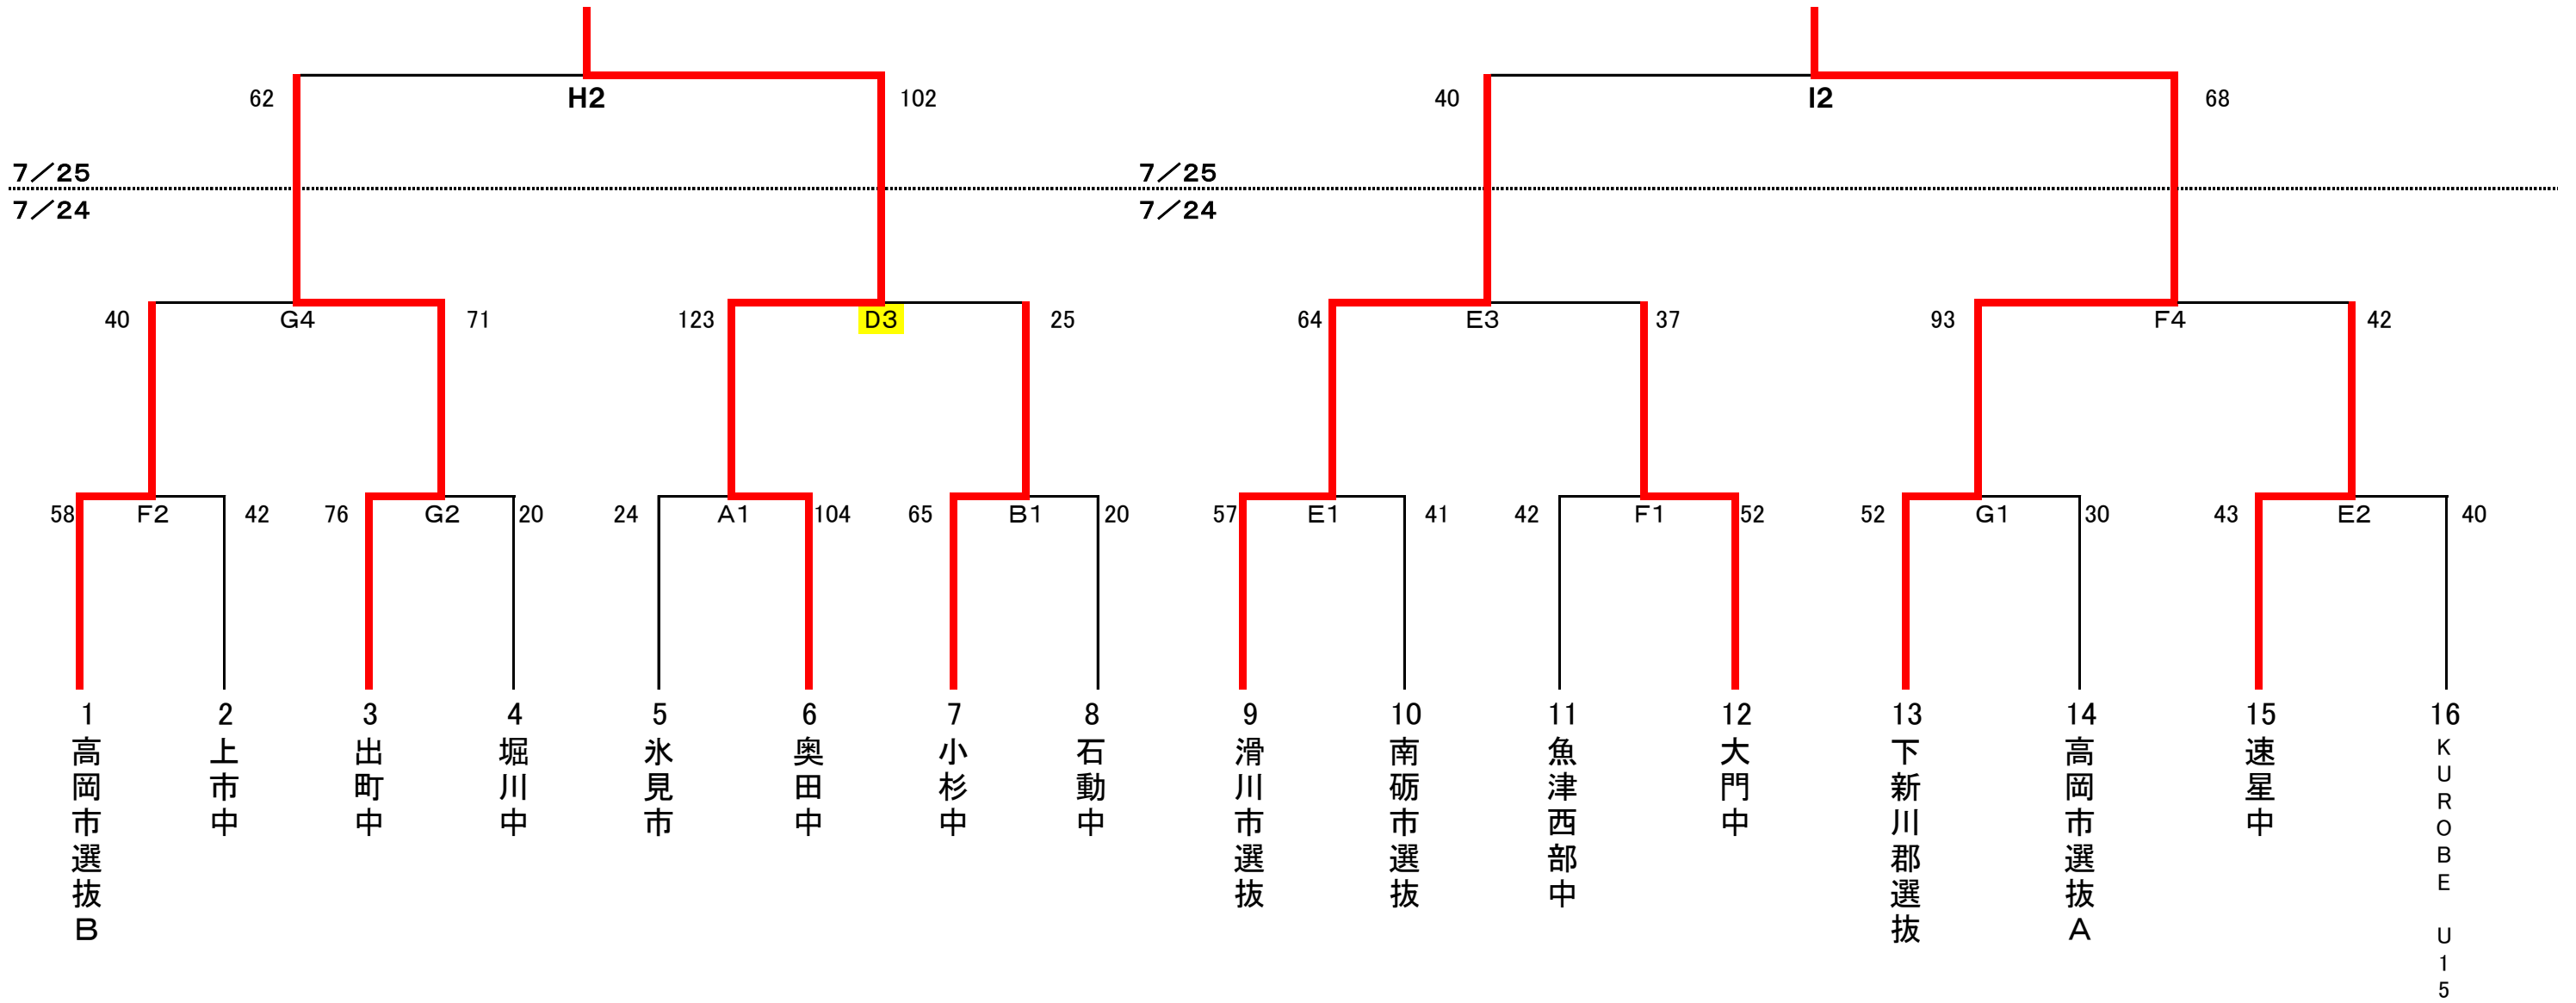 62 H2 102 40 I2 68
7／25 7／25
7／24 7／24
40 G4 71 123 D3 25 64 E3 37 93 F4 42
58 F2 42 76 G2 20 24 A1 104 65 B1 20 57 E1 41 42 F1 52 52 G1 30 43 E2 40
1 高岡市選抜B
2 上市中
3 出町中
4 堀川中
5 氷見市
6 奥田中
7 小杉中
8 石動中
9 滑川市選抜
10 南砺市選抜
11 魚津西部中
12 大門中
13 下新川郡選抜
14 高岡市選抜A
15 速星中
16 KUROBE U15